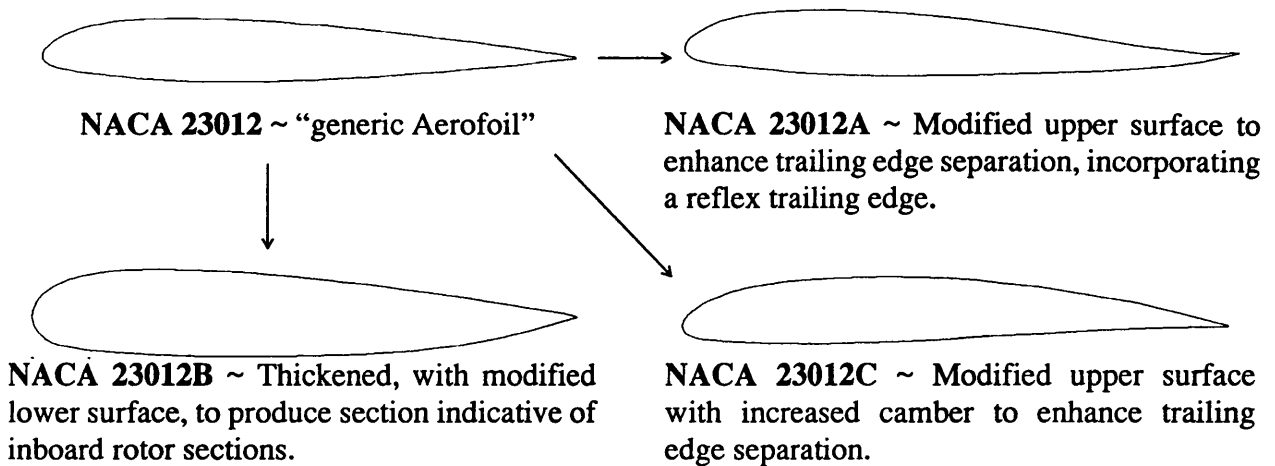 NACA 23012 ~ “generic Aerofoil”
NACA 23012A ~ Modified upper surface to
enhance trailing edge separation, incorporating
a reflex trailing edge.
NACA 23012B ~ Thickened, with modified
lower surface, to produce section indicative of
inboard rotor sections.
NACA 23012C ~ Modified upper surface
with increased camber to enhance trailing
edge separation.